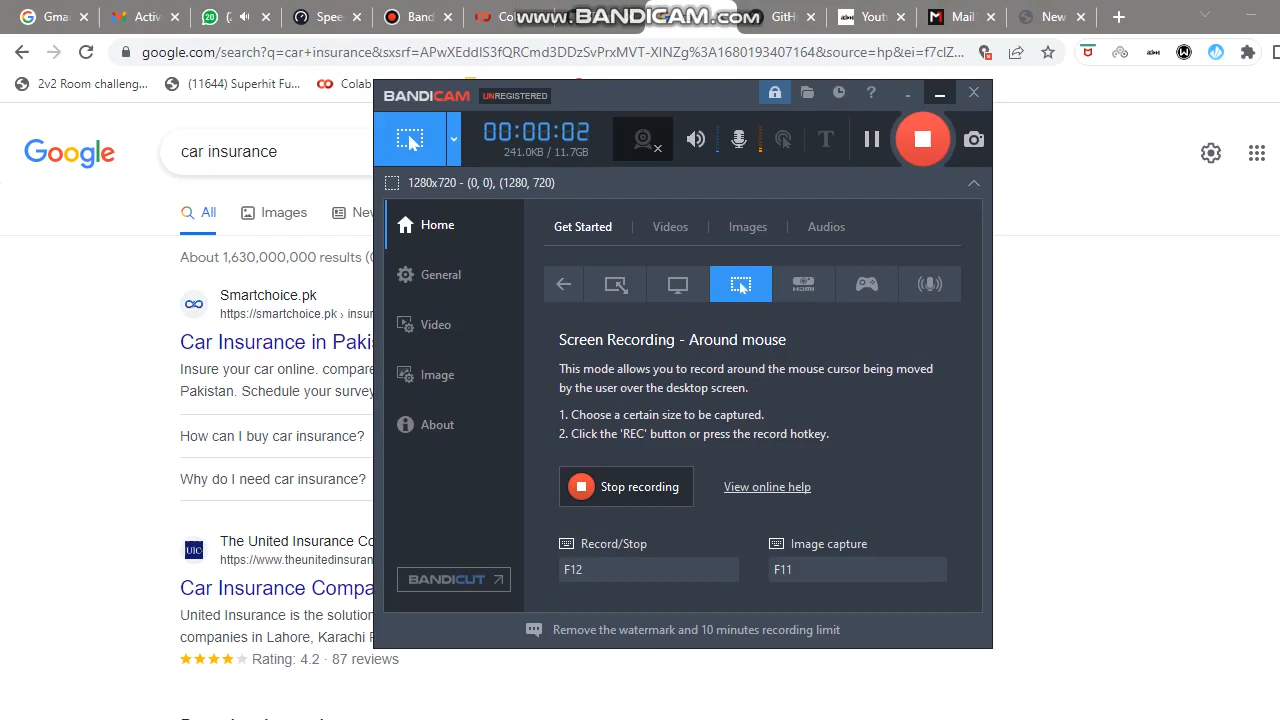 Gma
Activ
20
(
Spee
Band
Co
www.BANDICAM.com
GitH
Yout
Mail
New
google.com/search?q=car+insurance&sxsrf=APwXEddIS3fQRCmd3DDzSvPrxMVT-XINZg%3A1680193407164&source=hp&ei=f7cIZ...
2v2 Room challeng...
(11644) Superhit Fu...
Colab
BANDICAM UNREGISTERED
Google
car insurance
00:00:02
241.0KB / 11.7GB
1280x720 - (0, 0), (1280, 720)
All
Images
New
About 1,630,000,000 results (0
Smartchoice.pk
https://smartchoice.pk › insur
Car Insurance in Pakis
Insure your car online. compare
Pakistan. Schedule your survey
How can I buy car insurance?
Why do I need car insurance?
The United Insurance Co
https://www.theunitedinsuran
UIC
Car Insurance Compa
United Insurance is the solution
companies in Lahore, Karachi
Rating: 4.2 · 87 reviews
Home
General
Video
Image
About
BANDICUT
Get Started
Videos
Images
Audios
HDMI
Screen Recording - Around mouse
This mode allows you to record around the mouse cursor being moved
by the user over the desktop screen.
1. Choose a certain size to be captured.
2. Click the 'REC' button or press the record hotkey.
Stop recording
View online help
Record/Stop
Image capture
F12
F11
Remove the watermark and 10 minutes recording limit